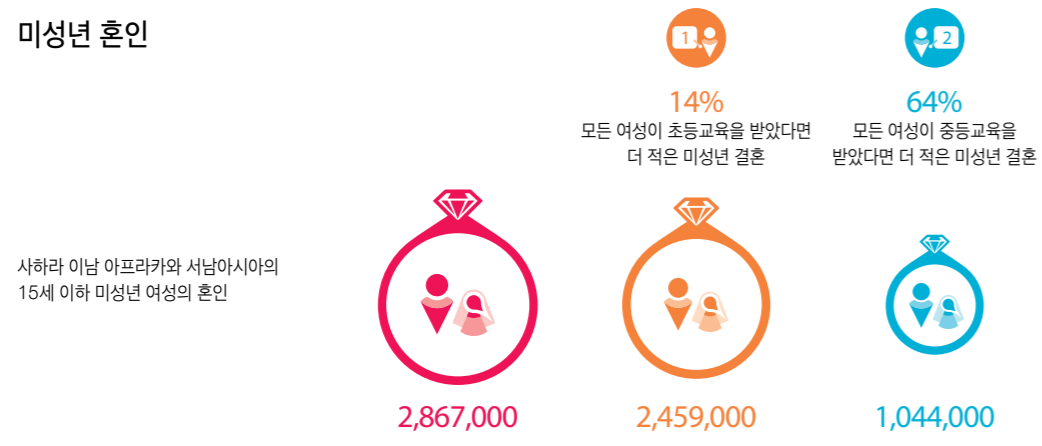 미성년 혼인
1
2
14%
모든 여성이 초등교육을 받았다면
더 적은 미성년 결혼
64%
모든 여성이 중등교육을
받았다면 더 적은 미성년 결혼
사하라 이남 아프라카와 서남아시아의
15세 이하 미성년 여성의 혼인
2,867,000
2,459,000
1,044,000